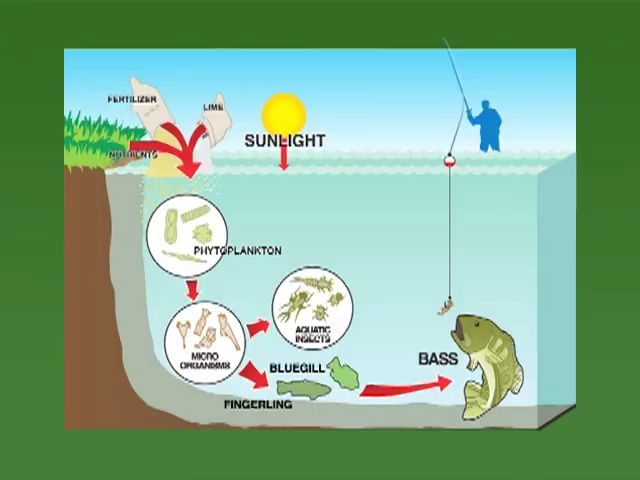 FERTILIZER
LIME
NUTRIENTS
SUNLIGHT
PHYTOPLANKTON
MICRO
ORGANISMS
AQUATIC
INSECTS
BLUEGILL
FINGERLING
BASS